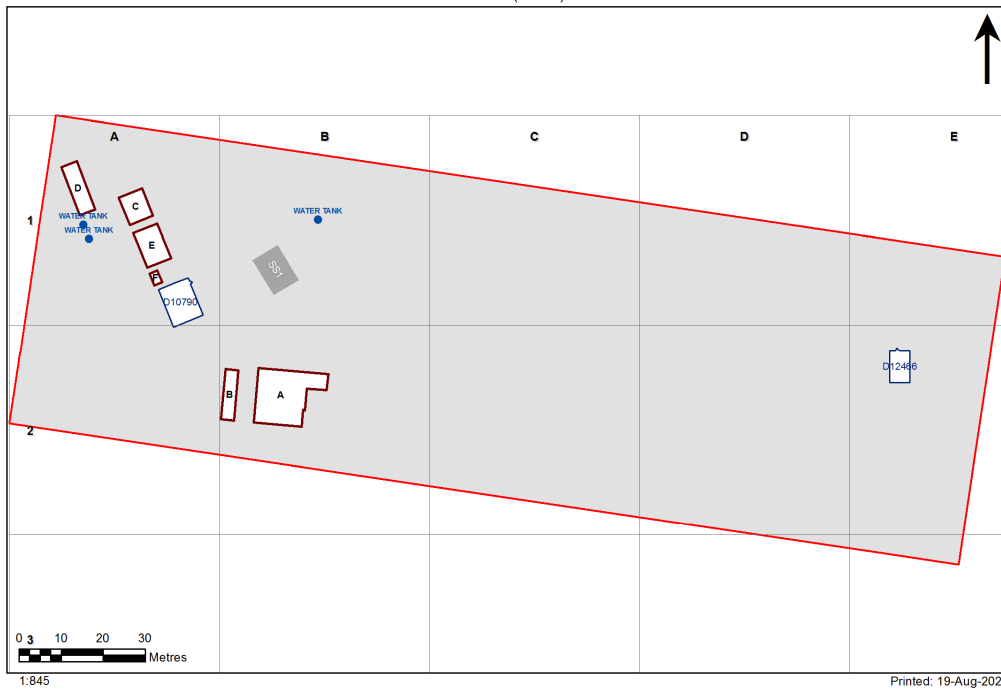 A B C D E
D
C
WATER TANK
1
WATER TANK
WATER TANK
E
SS1
F
D10790
D12466
B
A
2
0 3 10 20 30
Metres
1:845
Printed: 19-Aug-202